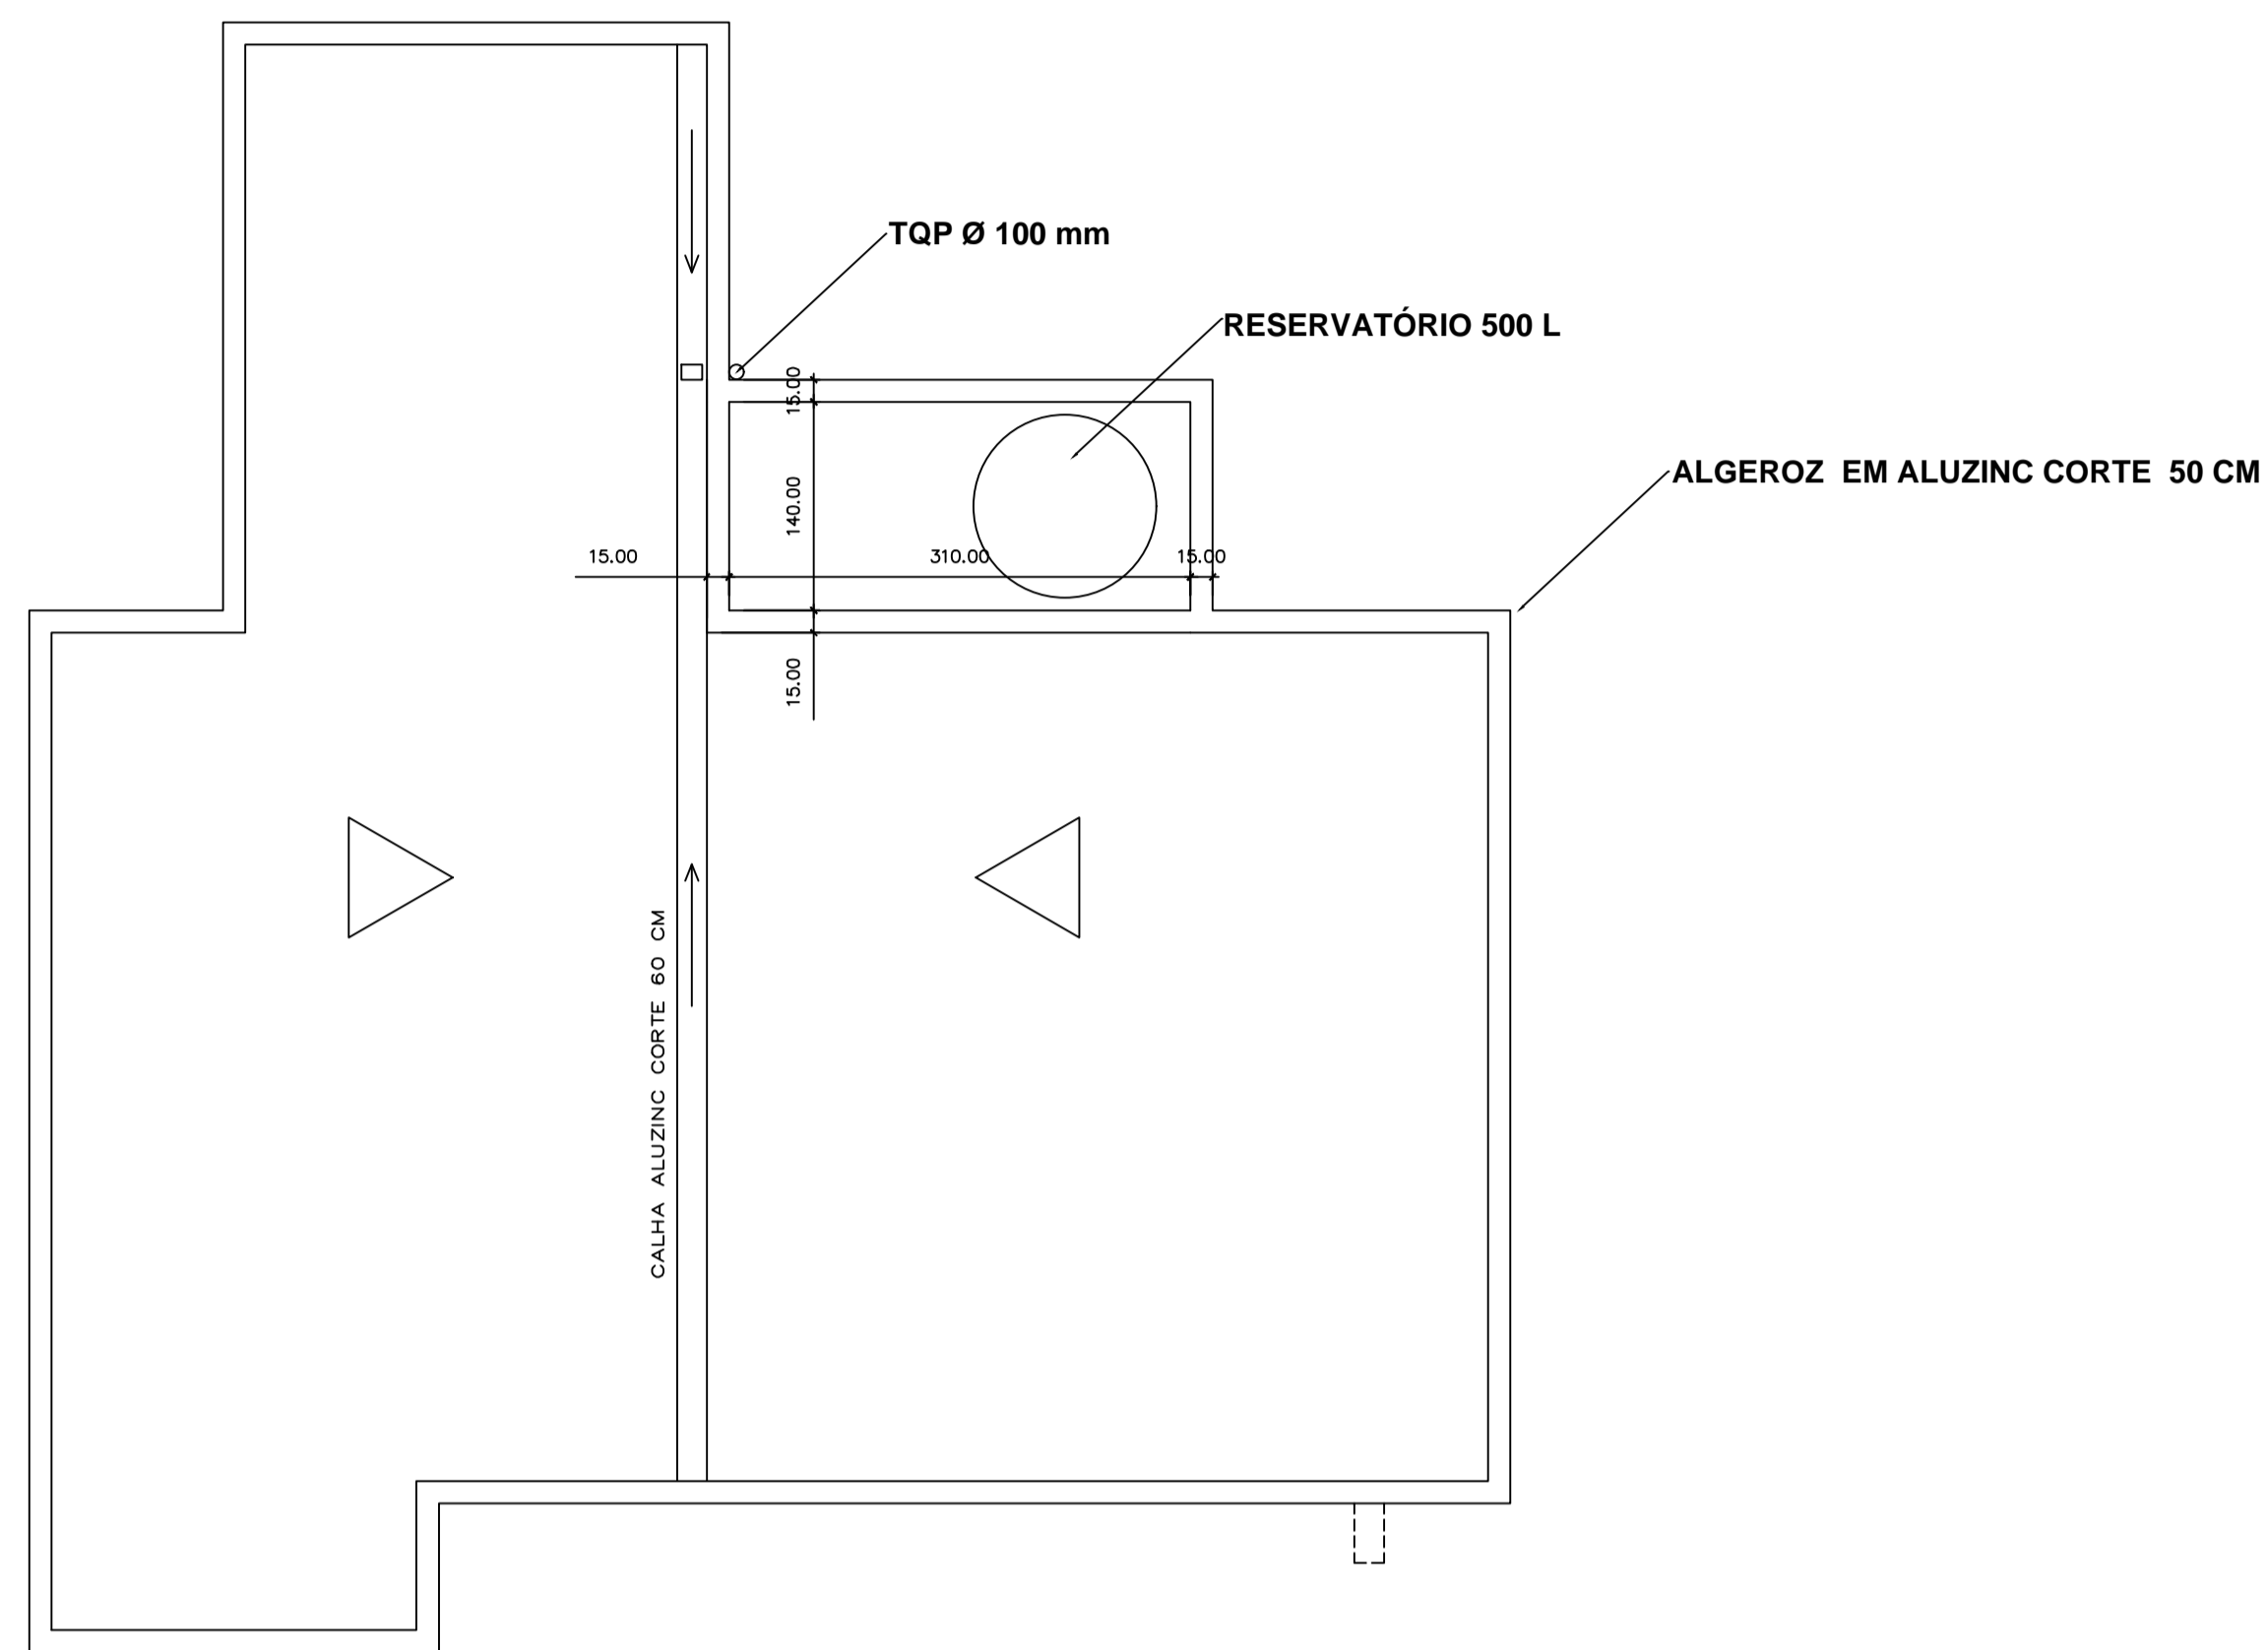 TQP Ø 100 mm
RESERVATÓRIO 500 L
15.00
ALGEROZ EM ALUZINC CORTE 50 CM
140.00
15.00
310.00
15.00
15.00
CALHA ALUZINC CORTE 60 CM